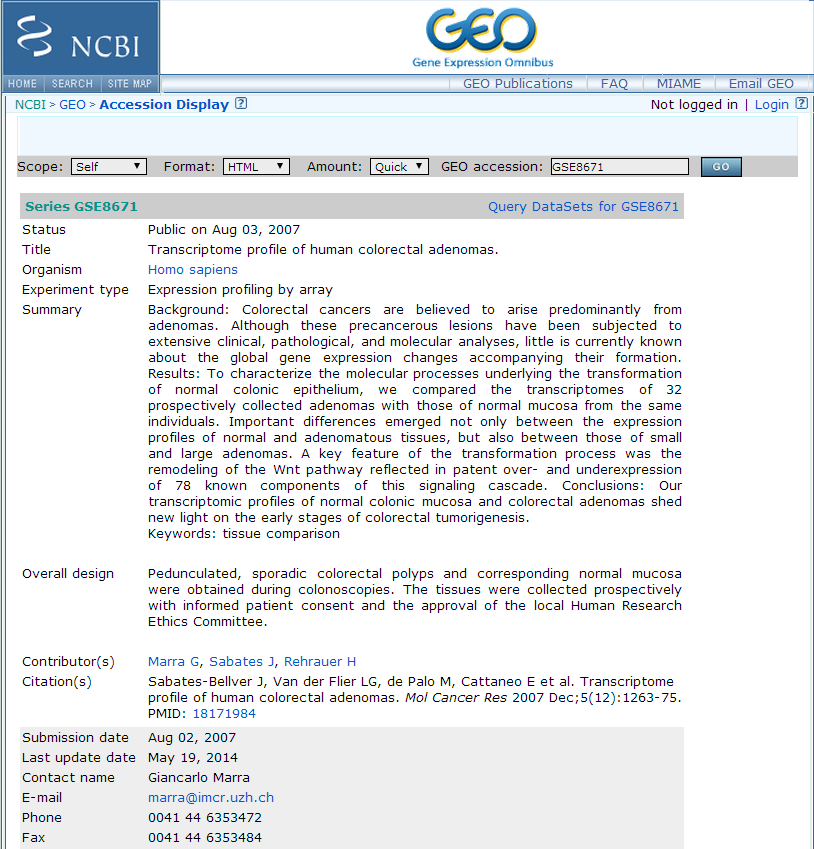 NCBI
GEO
Gene Expression Omnibus
HOME SEARCH SITE MAP
GEO Publications FAQ MIAME Email GEO
NCBI > GEO > Accession Display ?
Not logged in | Login ?
Scope: Self Format: HTML Amount: Quick GEO accession: GSE8671 GO
Series GSE8671 Query DataSets for GSE8671
Status Public on Aug 03, 2007
Title Transcriptome profile of human colorectal adenomas.
Organism Homo sapiens
Experiment type Expression profiling by array
Summary Background: Colorectal cancers are believed to arise predominantly from
adenomas. Although these precancerous lesions have been subjected to
extensive clinical, pathological, and molecular analyses, little is currently known
about the global gene expression changes accompanying their formation.
Results: To characterize the molecular processes underlying the transformation
of normal colonic epithelium, we compared the transcriptomes of 32
prospectively collected adenomas with those of normal mucosa from the same
individuals. Important differences emerged not only between the expression
profiles of normal and adenomatous tissues, but also between those of small
and large adenomas. A key feature of the transformation process was the
remodeling of the Wnt pathway reflected in patent over- and underexpression
of 78 known components of this signaling cascade. Conclusions: Our
transcriptomic profiles of normal colonic mucosa and colorectal adenomas shed
new light on the early stages of colorectal tumorigenesis.
Keywords: tissue comparison
Overall design Pedunculated, sporadic colorectal polyps and corresponding normal mucosa
were obtained during colonoscopies. The tissues were collected prospectively
with informed patient consent and the approval of the local Human Research
Ethics Committee.
Contributor(s) Marra G, Sabates J, Rehrauer H
Citation(s) Sabates-Bellver J, Van der Flier LG, de Palo M, Cattaneo E et al. Transcriptome
profile of human colorectal adenomas. Mol Cancer Res 2007 Dec;5(12):1263-75.
PMID: 18171984
Submission date Aug 02, 2007
Last update date May 19, 2014
Contact name Giancarlo Marra
E-mail marra@imcr.uzh.ch
Phone 0041 44 6353472
Fax 0041 44 6353484